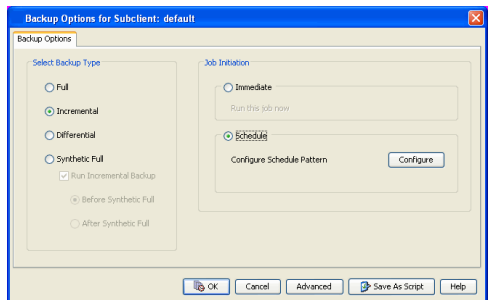 Backup Options for Subclient: default
Backup Options
Select Backup Type
Full
Incremental
Differential
Synthetic Full
Run Incremental Backup
Before Synthetic Full
After Synthetic Full
Job Initiation
Immediate
Run this job now
Schedule
Configure Schedule Pattern
Configure
OK
Cancel
Advanced
Save As Script
Help